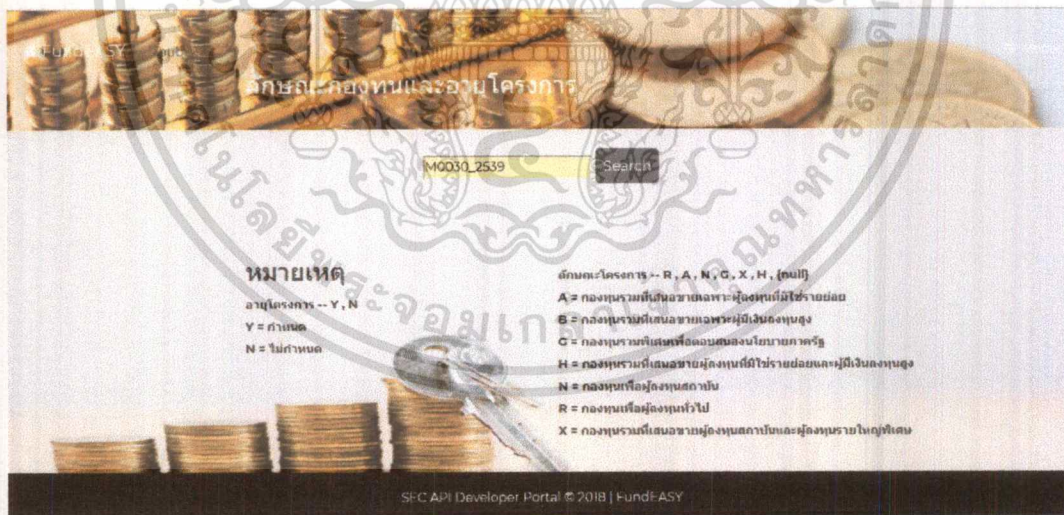 FundEASY
ลักษณะกองทุนและอายุโครงการ
M0030_2539
Search
หมายเหตุ
อายุโครงการ -- Y , N
Y = กำหนด
N = ไม่กำหนด
ลักษณะโครงการ -- R , A , N , G , X , H , {null}
A = กองทุนรวมที่เสนอขายเฉพาะผู้ลงทุนที่มิใช่รายย่อย
B = กองทุนรวมที่เสนอขายเฉพาะผู้มีเงินลงทุนสูง
G = กองทุนรวมพิเศษเพื่อตอบสนองนโยบายภาครัฐ
H = กองทุนรวมที่เสนอขายผู้ลงทุนที่มิใช่รายย่อยและผู้มีเงินลงทุนสูง
N = กองทุนเพื่อผู้ลงทุนสถาบัน
R = กองทุนเพื่อผู้ลงทุนทั่วไป
X = กองทุนรวมที่เสนอขายผู้ลงทุนสถาบันและผู้ลงทุนรายใหญ่พิเศษ
SEC API Developer Portal © 2018 | FundEASY